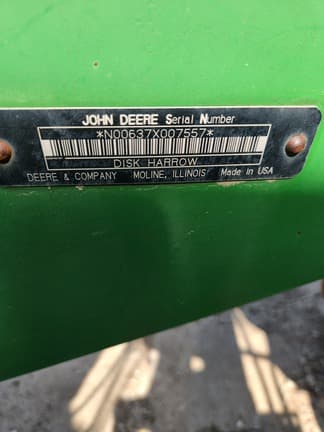 JOHN DEERE Serial Number
*N00637X007557*
DISK HARROW
DEERE & COMPANY MOLINE, ILLINOIS Made in USA